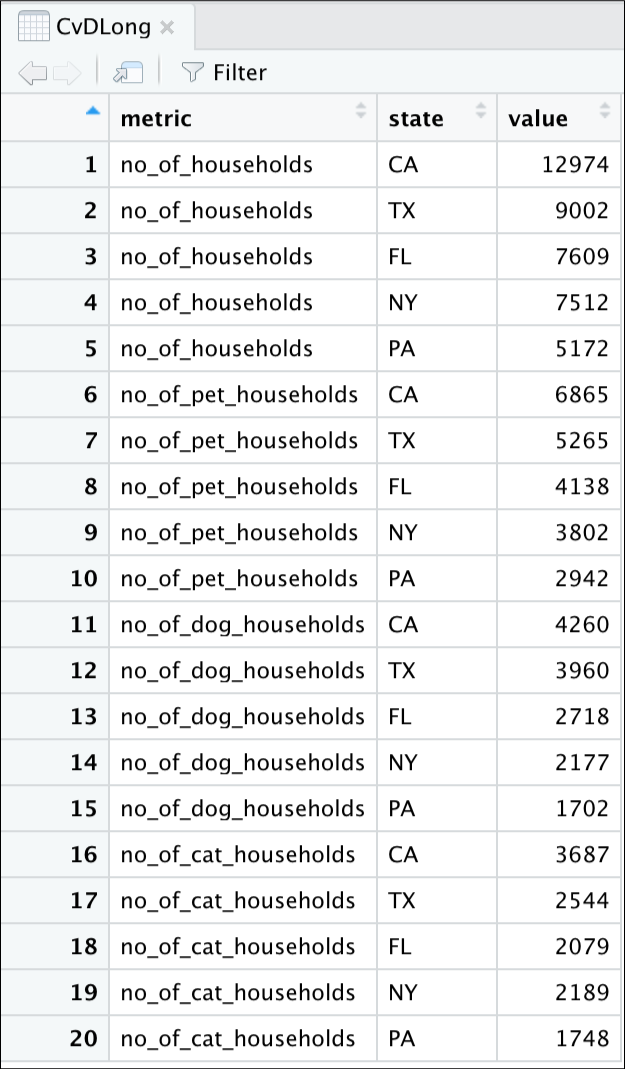 CvDLong
Filter
metric state value
1 no_of_households CA 12974
2 no_of_households TX 9002
3 no_of_households FL 7609
4 no_of_households NY 7512
5 no_of_households PA 5172
6 no_of_pet_households CA 6865
7 no_of_pet_households TX 5265
8 no_of_pet_households FL 4138
9 no_of_pet_households NY 3802
10 no_of_pet_households PA 2942
11 no_of_dog_households CA 4260
12 no_of_dog_households TX 3960
13 no_of_dog_households FL 2718
14 no_of_dog_households NY 2177
15 no_of_dog_households PA 1702
16 no_of_cat_households CA 3687
17 no_of_cat_households TX 2544
18 no_of_cat_households FL 2079
19 no_of_cat_households NY 2189
20 no_of_cat_households PA 1748